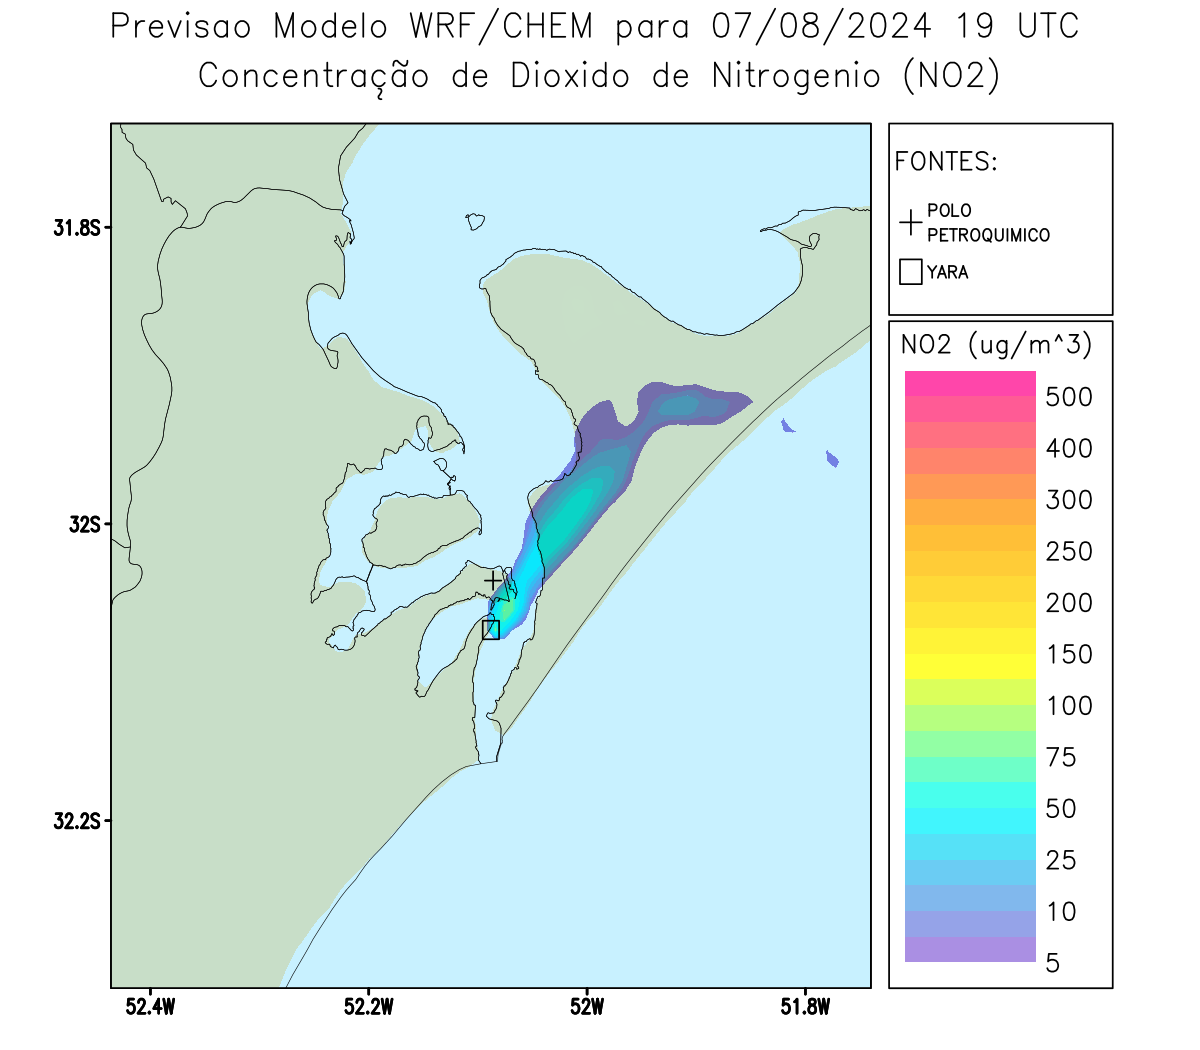 Previsao Modelo WRF/CHEM para 07/08/2024 19 UTC
Concentração de Dioxido de Nitrogenio (NO2)
FONTES:
POLO
PETROQUIMICO
YARA
31.8S
32S
32.2S
52.4W
52.2W
52W
51.8W
NO2 (ug/m^3)
500
400
300
250
200
150
100
75
50
25
10
5